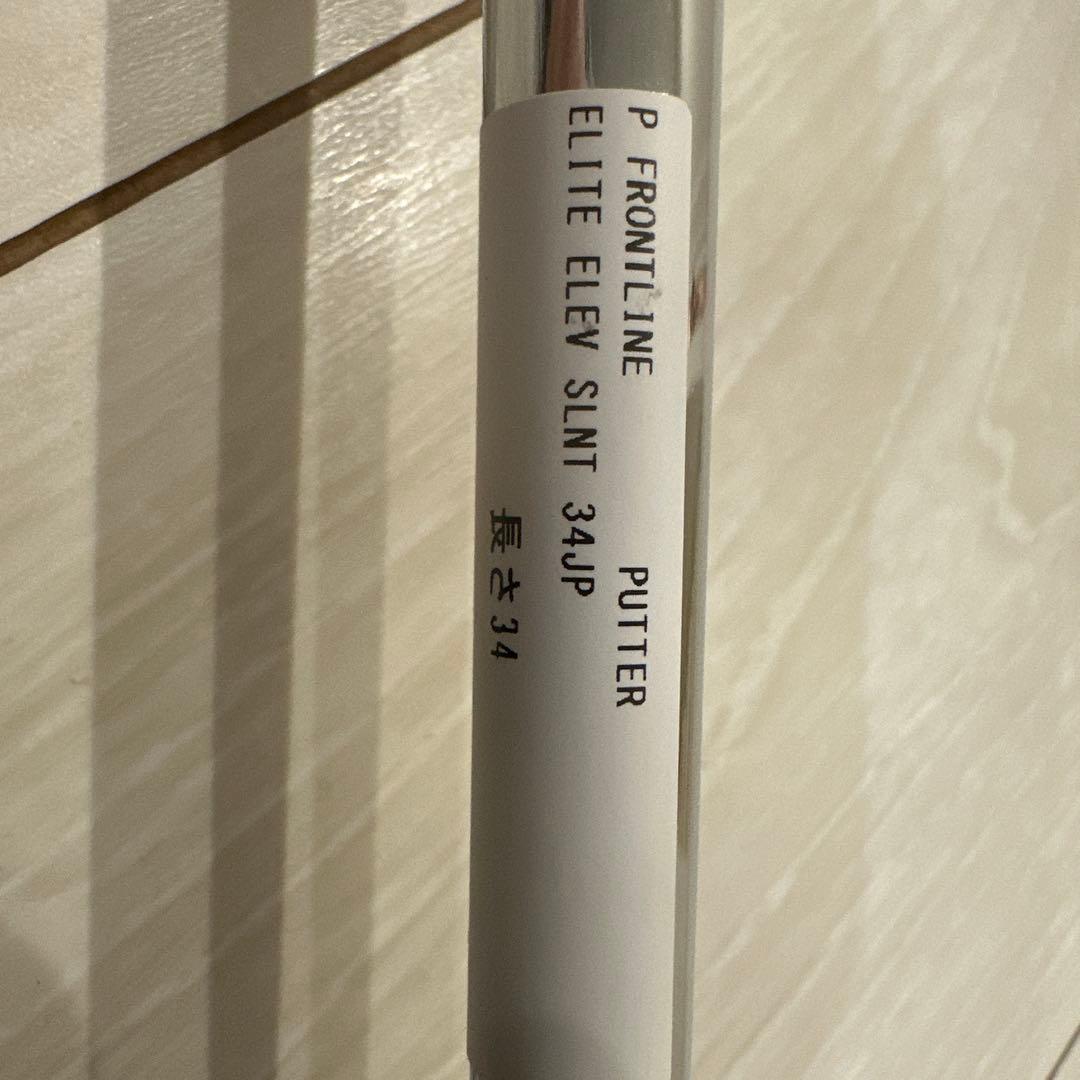 P FRONTLINE PUTTER
ELITE ELEV SLNT 34JP
長さ34